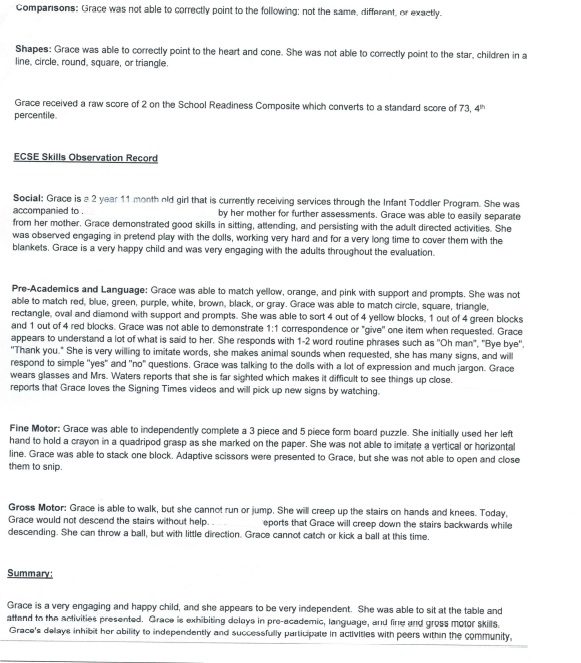 Comparisons: Grace was not able to correctly point to the following: not the same, different, or exactly.
Shapes: Grace was able to correctly point to the heart and cone. She was not able to correctly point to the star, children in a
line, circle, round, square, or triangle.
Grace received a raw score of 2 on the School Readiness Composite which converts to a standard score of 73, 4th
percentile.
ECSE Skills Observation Record
Social: Grace is a 2 year 11 month old girl that is currently receiving services through the Infant Toddler Program. She was
accompanied to by her mother for further assessments. Grace was able to easily separate
from her mother. Grace demonstrated good skills in sitting, attending, and persisting with the adult directed activities. She
was observed engaging in pretend play with the dolls, working very hard and for a very long time to cover them with the
blankets. Grace is a very happy child and was very engaging with the adults throughout the evaluation.
Pre-Academics and Language: Grace was able to match yellow, orange, and pink with support and prompts. She was not
able to match red, blue, green, purple, white, brown, black, or gray. Grace was able to match circle, square, triangle,
rectangle, oval and diamond with support and prompts. She was able to sort 4 out of 4 yellow blocks, 1 out of 4 green blocks
and 1 out of 4 red blocks. Grace was not able to demonstrate 1:1 correspondence or "give" one item when requested. Grace
appears to understand a lot of what is said to her. She responds with 1-2 word routine phrases such as "Oh man", "Bye bye",
"Thank you." She is very willing to imitate words, she makes animal sounds when requested, she has many signs, and will
respond to simple "yes" and "no" questions. Grace was talking to the dolls with a lot of expression and much jargon. Grace
wears glasses and Mrs. Waters reports that she is far sighted which makes it difficult to see things up close.
reports that Grace loves the Signing Times videos and will pick up new signs by watching.
Fine Motor: Grace was able to independently complete a 3 piece and 5 piece form board puzzle. She initially used her left
hand to hold a crayon in a quadripod grasp as she marked on the paper. She was not able to imitate a vertical or horizontal
line. Grace was able to stack one block. Adaptive scissors were presented to Grace, but she was not able to open and close
them to snip.
Gross Motor: Grace is able to walk, but she cannot run or jump. She will creep up the stairs on hands and knees. Today,
Grace would not descend the stairs without help. eports that Grace will creep down the stairs backwards while
descending. She can throw a ball, but with little direction. Grace cannot catch or kick a ball at this time.
Summary:
Grace is a very engaging and happy child, and she appears to be very independent. She was able to sit at the table and
attend to the activities presented. Grace is exhibiting delays in pre-academic, language, and fine and gross motor skills.
Grace's delays inhibit her ability to independently and successfully participate in activities with peers within the community,